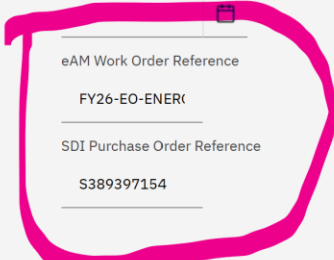 eAM Work Order Reference
FY26-EO-ENER
SDI Purchase Order Reference
S389397154